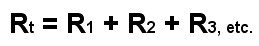 Rt = R1 + R2 + R3, etc.